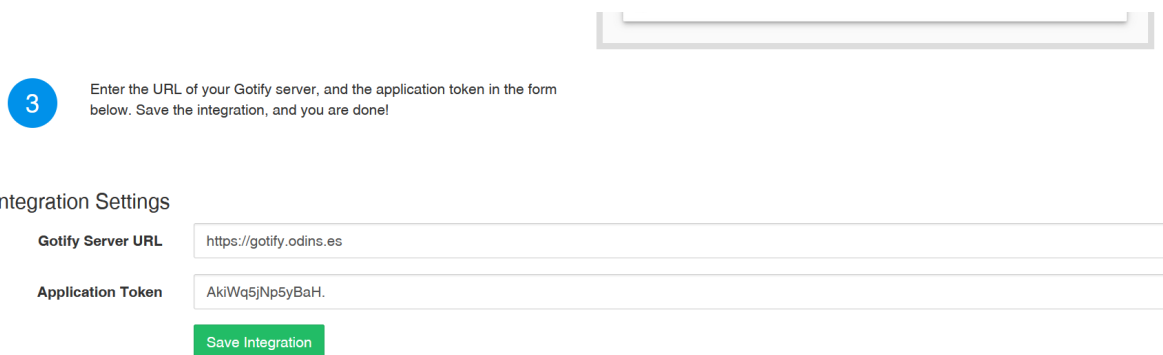 3
Enter the URL of your Gotify server, and the application token in the form
below. Save the integration, and you are done!
ntegration Settings
Gotify Server URL
https://gotify.odins.es
Application Token
AkiWq5jNp5yBaH.
Save Integration